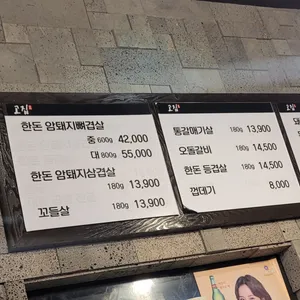 고집
한돈 암돼지뼈겹살
중 600g 42,000
대 800g 55,000
한돈 암돼지삼겹살
180g 13,900
꼬들살 180g 13,900
고집
통갈매기살 180g 13,900
오돌갈비 180g 14,500
한돈 등겹살 180g 14,500
껍데기 8,000